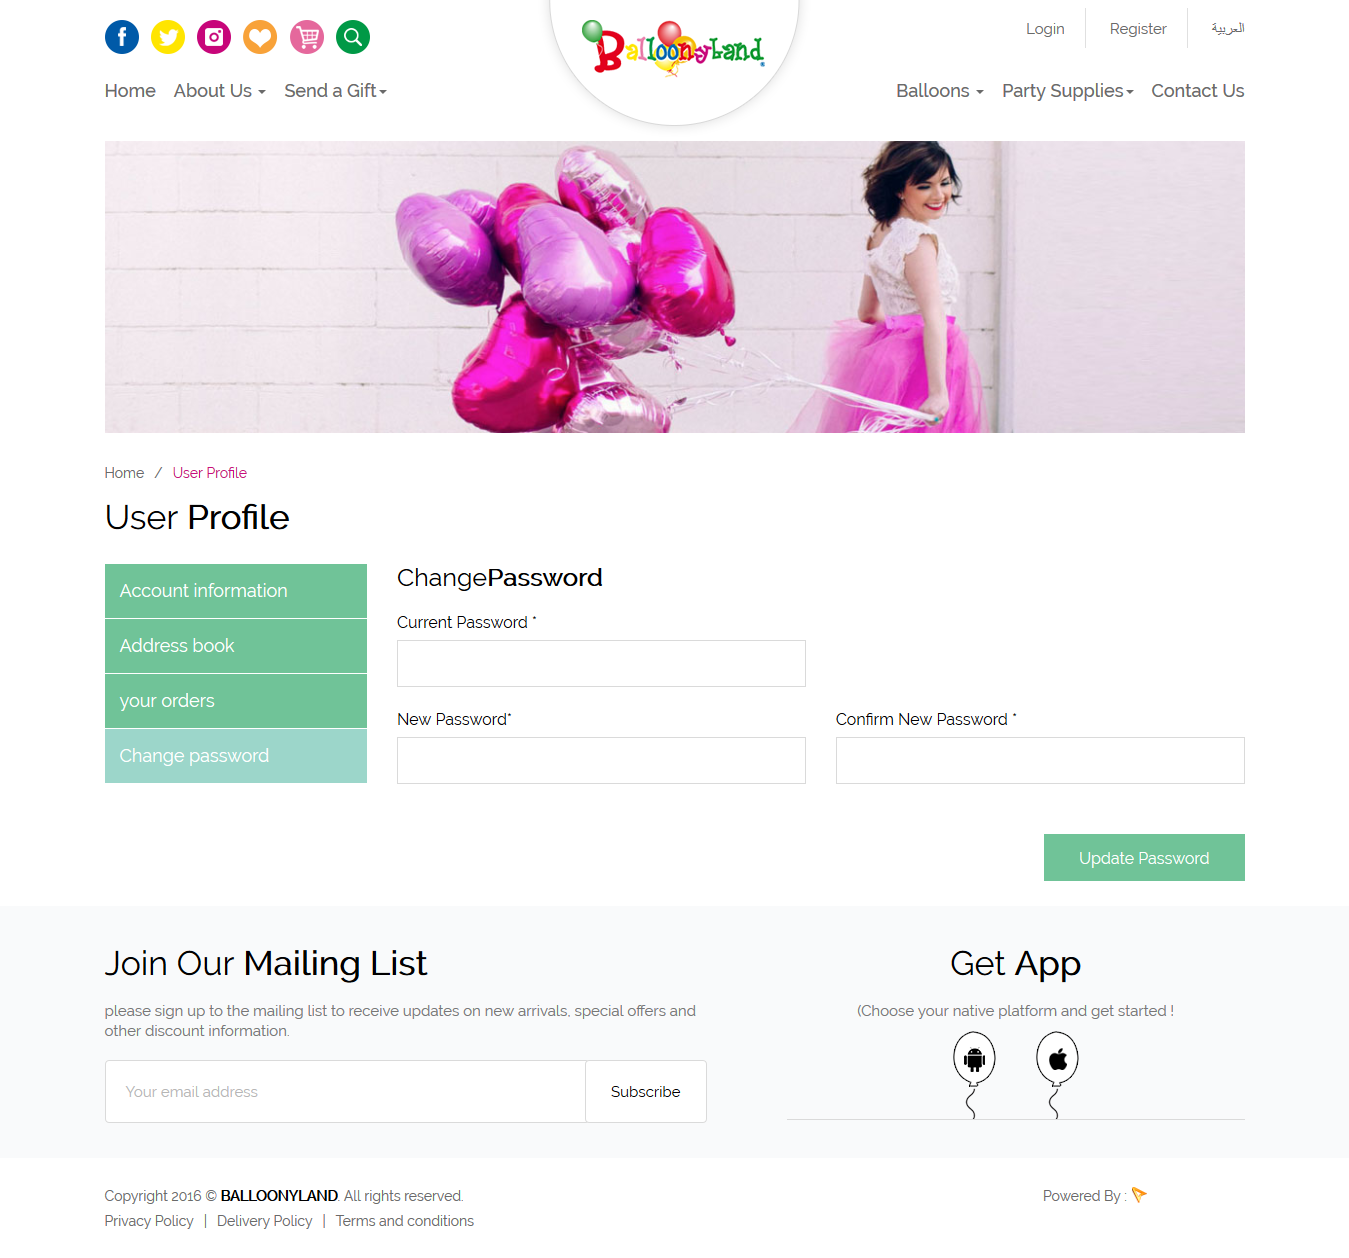 Login
Register
العربية
BalloonyLand
Home
About Us
Send a Gift
Balloons
Party Supplies
Contact Us
Home / User Profile
User Profile
Account information
Address book
your orders
Change password
ChangePassword
Current Password *
New Password*
Confirm New Password *
Update Password
Join Our Mailing List
please sign up to the mailing list to receive updates on new arrivals, special offers and
other discount information.
Your email address
Subscribe
Get App
(Choose your native platform and get started !
Copyright 2016 © BALLOONYLAND. All rights reserved.
Privacy Policy | Delivery Policy | Terms and conditions
Powered By :